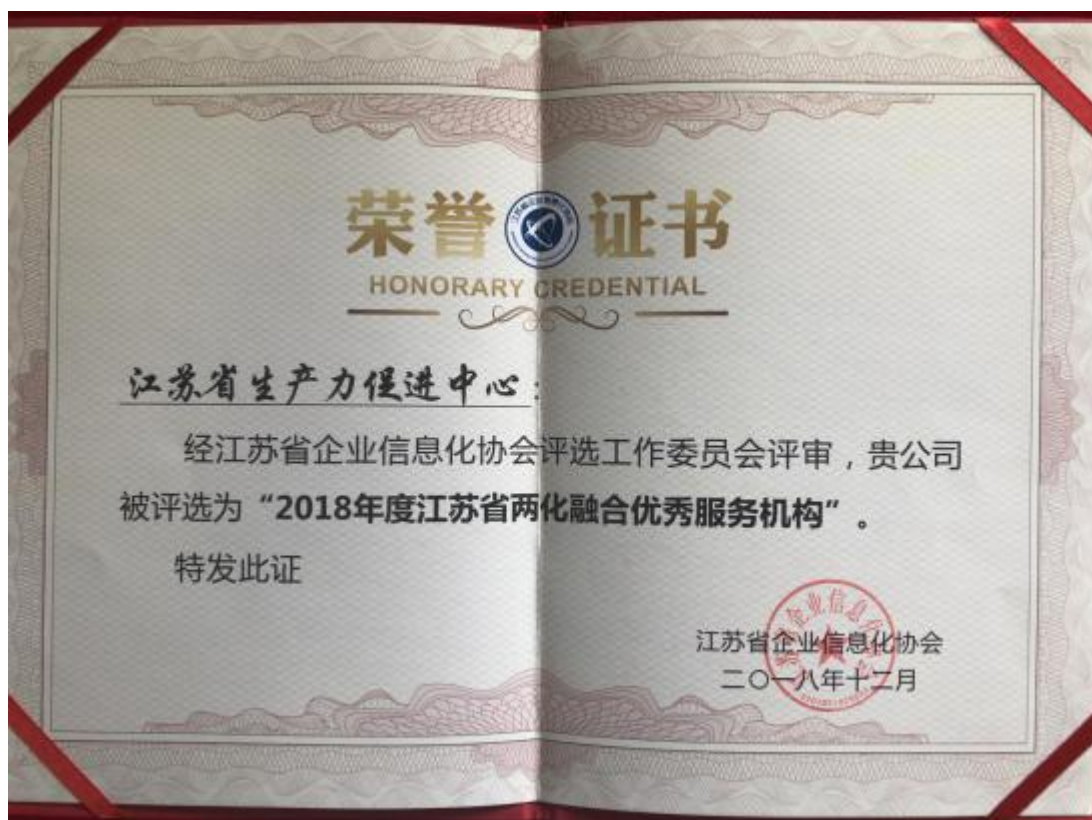 荣誉证书
HONORARY CREDENTIAL
江苏省生产力促进中心：
经江苏省企业信息化协会评选工作委员会评审，贵公司
被评选为“2018年度江苏省两化融合优秀服务机构”。
特发此证
江苏省企业信息化协会
二〇一八年十二月